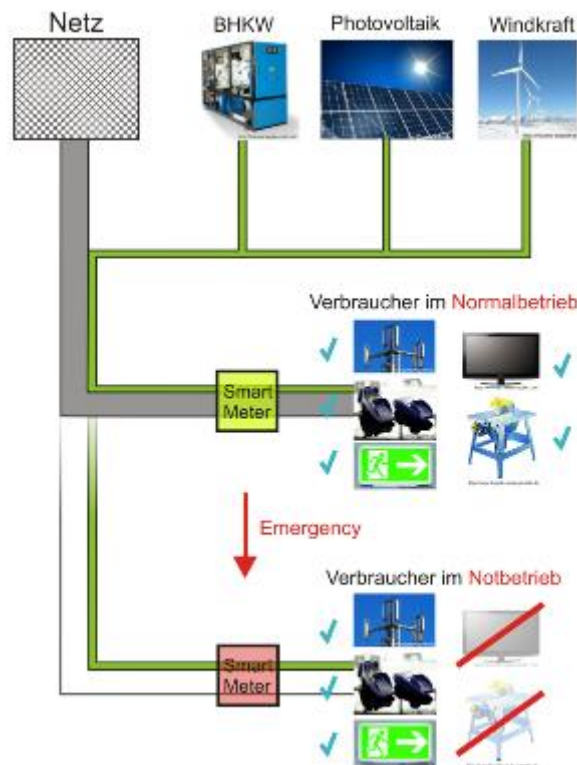 Netz
BHKW
Photovoltaik
Windkraft
Verbraucher im Normalbetrieb
Smart
Meter
Emergency
Verbraucher im Notbetrieb
Smart
Meter